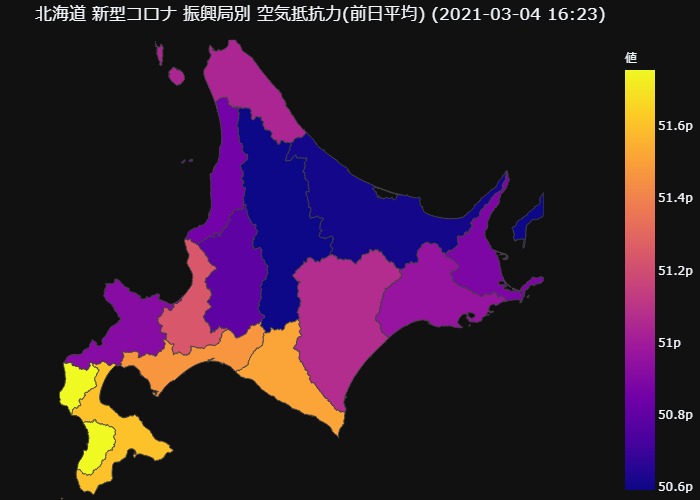 北海道 新型コロナ 振興局別 空気抵抗力(前日平均) (2021-03-04 16:23)
値
51.6p
51.4p
51.2p
51p
50.8p
50.6p